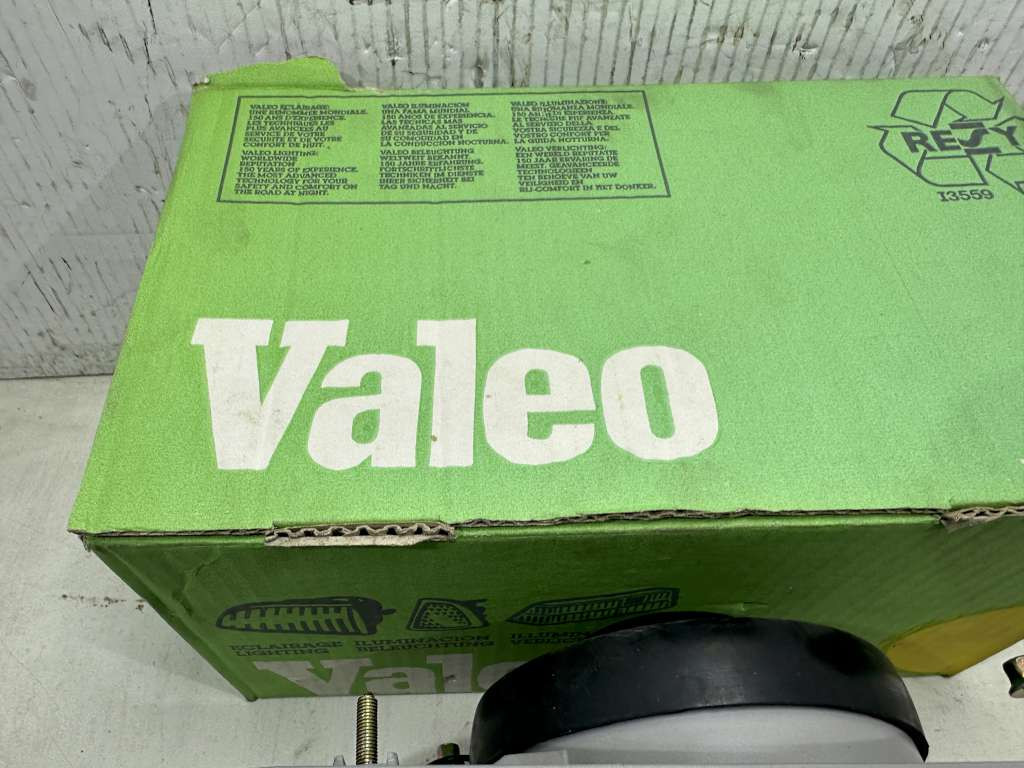 VALEO ECLAIRAGE:
UNE RENOMMEE MONDIALE.
150 ANS D'EXPERIENCE.
LES TECHNIQUES LES
PLUS AVANCEES AU
SERVICE DE VOTRE
SECURITE ET DE VOTRE
CONFORT DE NUIT.
VALEO LIGHTING:
WORLDWIDE
REPUTATION
150 YEARS OF EXPERIENCE.
THE MOST ADVANCED
TECHNOLOGY FOR YOUR
SAFETY AND COMFORT ON
THE ROAD AT NIGHT.
VALEO ILUMINACION
UNA FAMA MUNDIAL
150 AÑOS DE EXPERIENCIA.
LAS TECNICAS MAS
AVANZADAS AL SERVICIO
DE SU SEGURIDAD Y DE
SU COMODIDAD EN
LA CONDUCCION NOCTURNA.
VALEO BELEUCHTUNG
WELTWEIT BEKANNT.
150 JAHRE ERFAHRUNG.
FORTSCHRITTLICHSTE
TECHNIKEN IM DIENSTE
IHRER SICHERHEIT BEI
TAG UND NACHT.
VALEO ILLUMINAZIONE:
UNA RINOMANZA MONDIALE.
150 ANNI DI ESPERIENZA.
LE TECNICHE PIU' AVANZATE
AL SERVIZIO DELLA
VOSTRA SICUREZZA E DEL
VOSTRO CONFORT PER
LA GUIDA NOTTURNA.
VALEO VERLICHTING:
EEN WERELD REPUTATIE
150 JAAR ERVARING DE
MEEST GEAVANCEERDE
TECHNOLOGIEEN
TEN BEHOEVE VAN UW
VEILIGHEID EN
RIJ-COMFORT IN HET DONKER.
RESY
13559
Valeo
ECLAIRAGE
LIGHTING
ILUMINACION
BELEUCHTUNG
Valeo